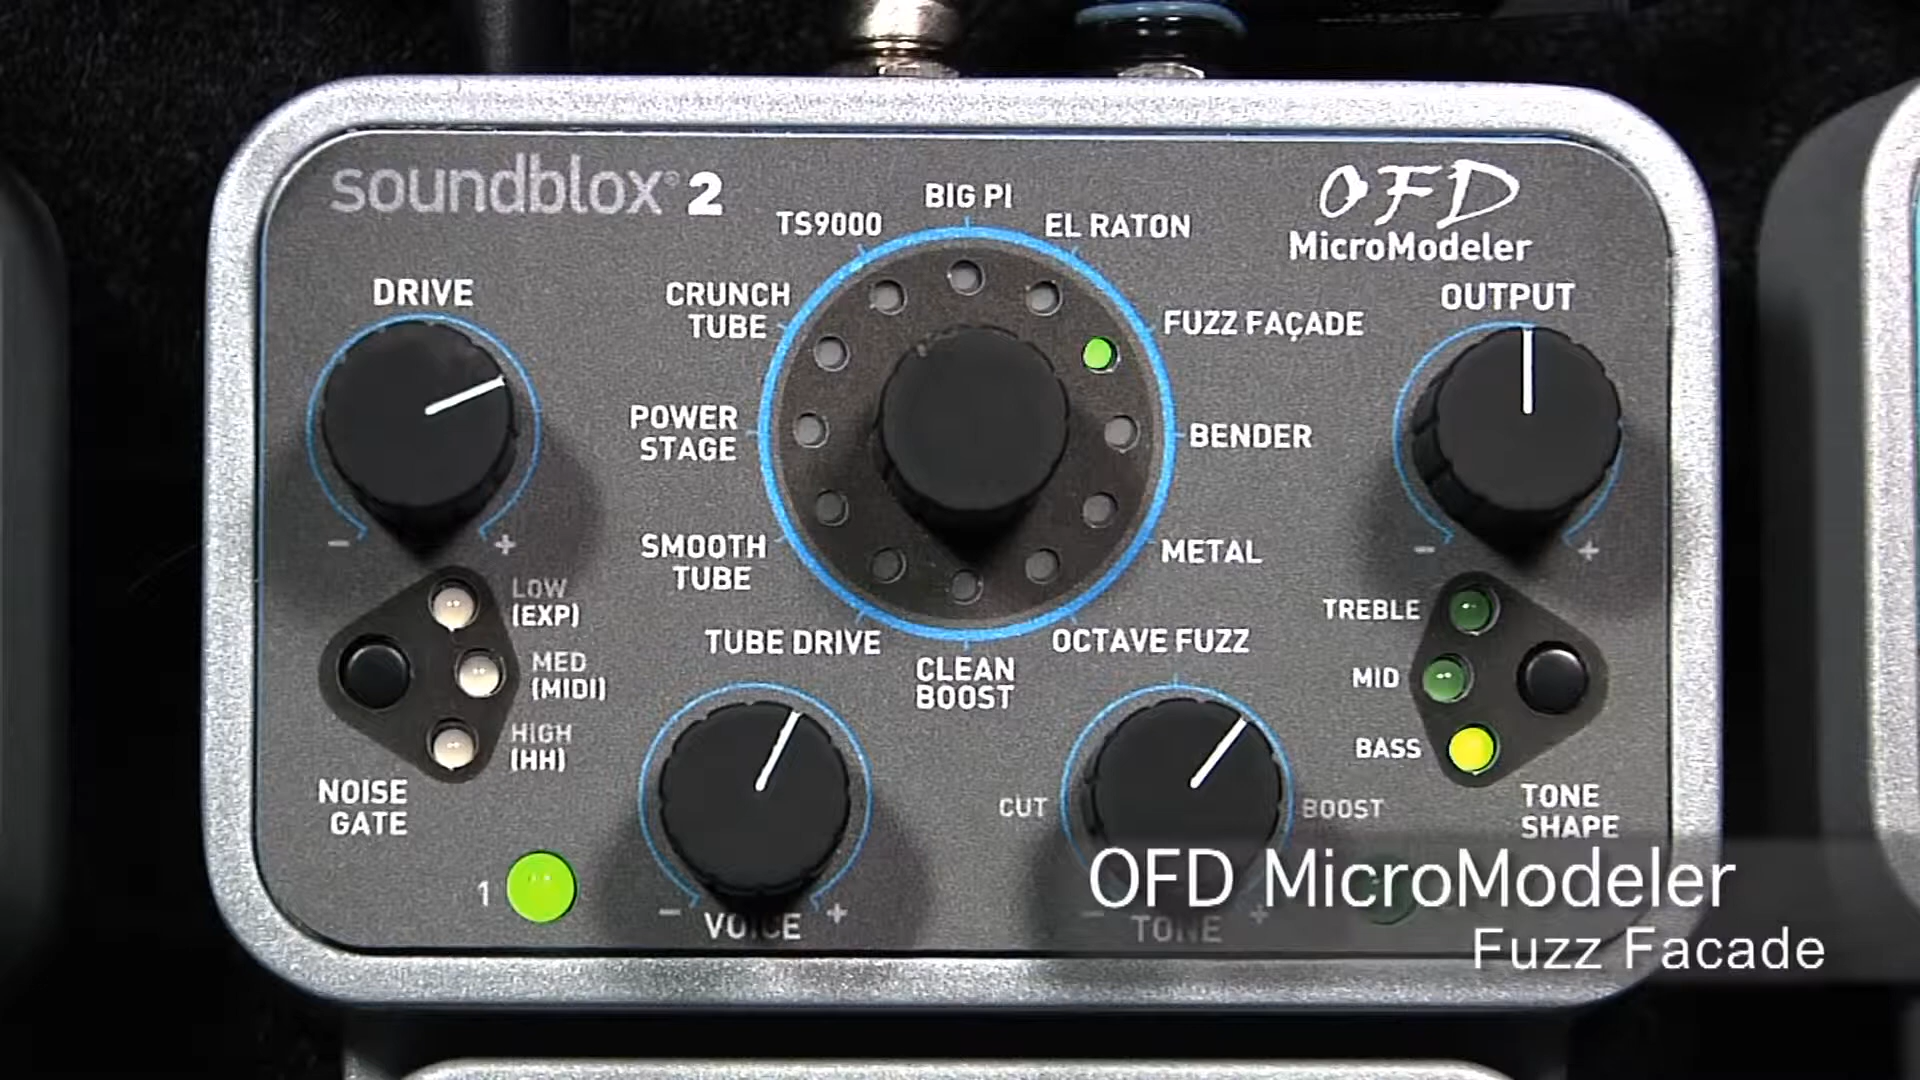 soundblox® 2
OFD
MicroModeler
BIG PI
TS9000
EL RATON
CRUNCH
TUBE
FUZZ FAÇADE
DRIVE
OUTPUT
POWER
STAGE
BENDER
SMOOTH
TUBE
METAL
TUBE DRIVE
CLEAN
BOOST
OCTAVE FUZZ
- +
- +
LOW
(EXP)
MED
(MIDI)
HIGH
(HH)
NOISE
GATE
TREBLE
MID
BASS
TONE
SHAPE
CUT
BOOST
1
- VOICE +
- TONE +
OFD MicroModeler
Fuzz Facade